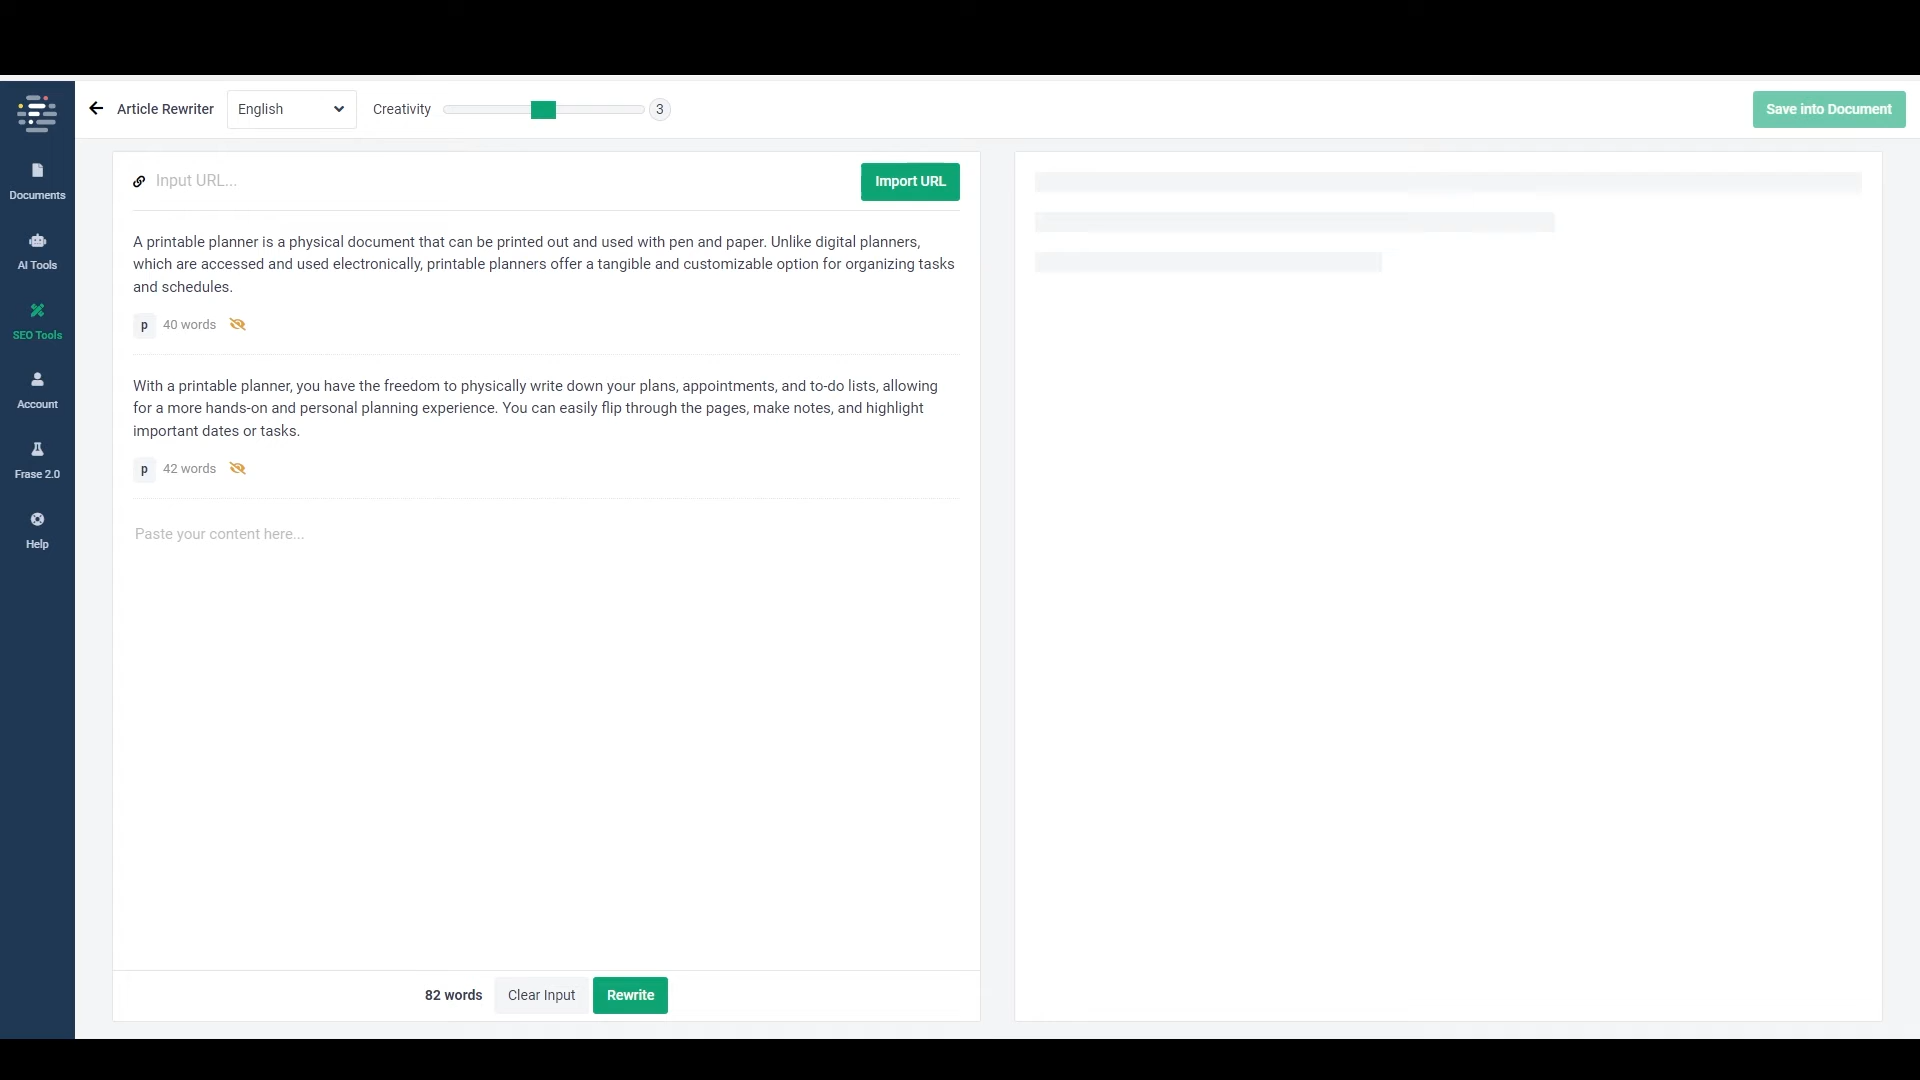 Article Rewriter
English
Creativity
3
Save into Document
Documents
AI Tools
SEO Tools
Account
Frase 2.0
Help
Input URL...
Import URL
A printable planner is a physical document that can be printed out and used with pen and paper. Unlike digital planners,
which are accessed and used electronically, printable planners offer a tangible and customizable option for organizing tasks
and schedules.
p 40 words
With a printable planner, you have the freedom to physically write down your plans, appointments, and to-do lists, allowing
for a more hands-on and personal planning experience. You can easily flip through the pages, make notes, and highlight
important dates or tasks.
p 42 words
Paste your content here...
82 words
Clear Input
Rewrite